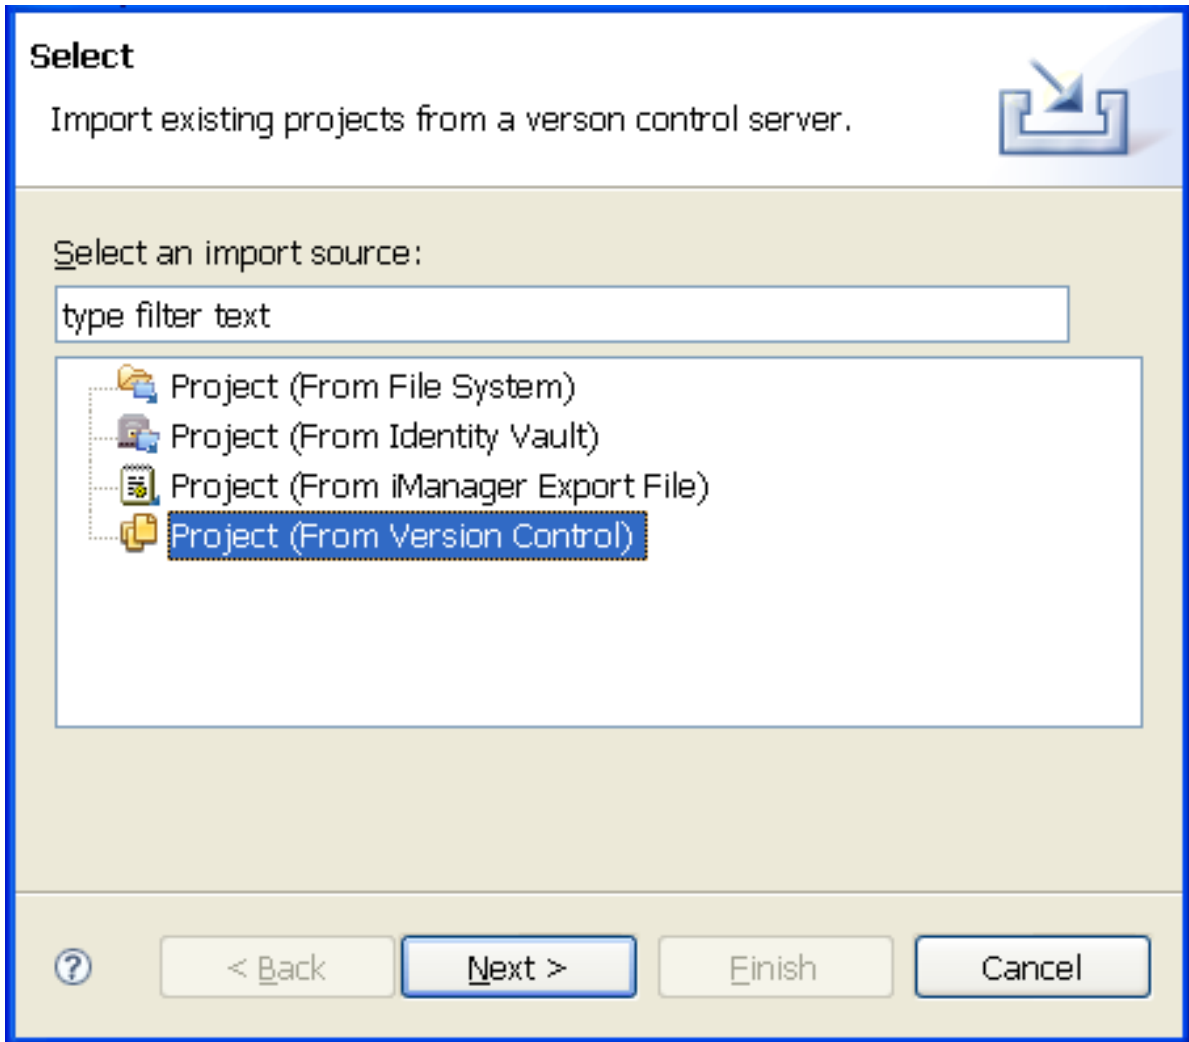 Select
Import existing projects from a verson control server.
Select an import source:
type filter text
Project (From File System)
Project (From Identity Vault)
Project (From iManager Export File)
Project (From Version Control)
? < Back Next > Finish Cancel